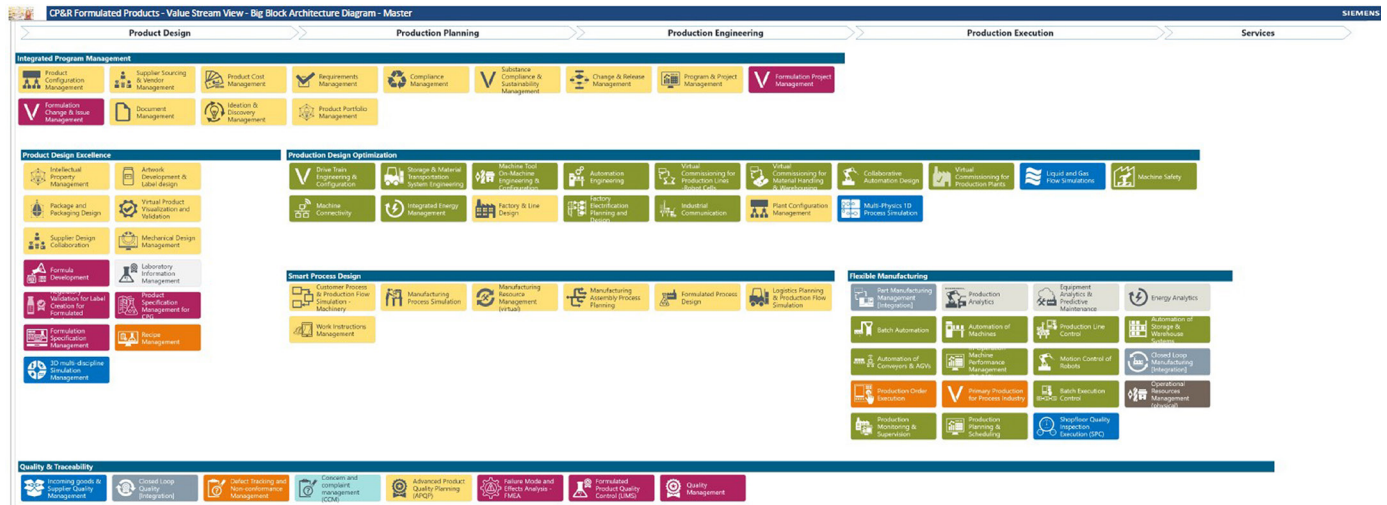 CP&R Formulated Products - Value Stream View - Big Block Architecture Diagram - Master
SIEMENS
Product Design
Production Planning
Production Engineering
Production Execution
Services
Integrated Program Management
Product
Configuration
Management
Supplier Sourcing
& Vendor
Management
Product Cost
Management
Requirements
Management
Compliance
Management
Substance
Compliance &
Sustainability
Management
Change & Release
Management
Program & Project
Management
Formulation Project
Management
Formulation
Change & Issue
Management
Document
Management
Ideation &
Discovery
Management
Product Portfolio
Management
Product Design Excellence
Intellectual
Property
Management
Artwork
Development &
Label design
Package and
Packaging Design
Virtual Product
Visualization and
Validation
Supplier Design
Collaboration
Mechanical Design
Management
Formula
Development
Laboratory
Information
Management
Validation for Label
Creation for
Formulated
Product
Specification
Management for
CPG
Formulation
Specification
Management
Recipe
Management
3D multi-discipline
Simulation
Management
Production Design Optimization
Drive Train
Engineering &
Configuration
Storage & Material
Transportation
System Engineering
Machine Tool
On-Machine
Engineering &
Configuration
Automation
Engineering
Virtual
Commissioning for
Production Lines
(Robot Cells
Virtual
Commissioning for
Material Handling
& Warehousing
Collaborative
Automation Design
Virtual
Commissioning for
Production Plants
Liquid and Gas
Flow Simulations
Machine Safety
Machine
Connectivity
Integrated Energy
Management
Factory & Line
Design
Factory
Electrification
Planning and
Design
Industrial
Communication
Plant Configuration
Management
Multi-Physics 1D
Process Simulation
Smart Process Design
Customer Process
& Production Flow
Simulation -
Machinery
Manufacturing
Process Simulation
Manufacturing
Resource
Management
(virtual)
Manufacturing
Assembly Process
Planning
Formulated Process
Design
Logistics Planning
& Production Flow
Simulation
Work Instructions
Management
Flexible Manufacturing
Part Manufacturing
Management
[Integration]
Production
Analytics
Equipment
Analytics &
Predictive
Maintenance
Energy Analytics
Batch Automation
Automation of
Machines
Production Line
Control
Automation of
Storage &
Warehouse
Systems
Automation of
Conveyors & AGVs
Machine
Performance
Management
Motion Control of
Robots
Closed Loop
Manufacturing
[Integration]
Production Order
Execution
Primary Production
for Process Industry
Batch Execution
Control
Operational
Resources
Management
(physical)
Production
Monitoring &
Supervision
Production
Planning &
Scheduling
Shopfloor Quality
Inspection
Execution (SPC)
Quality & Traceability
Incoming goods &
Supplier Quality
Management
Closed Loop
Quality
[Integration]
Defect Tracking and
Non-conformance
Management
Concern and
complaint
management
(CCM)
Advanced Product
Quality Planning
(APQP)
Failure Mode and
Effects Analysis -
FMEA
Formulated
Product Quality
Control (LIMS)
Quality
Management